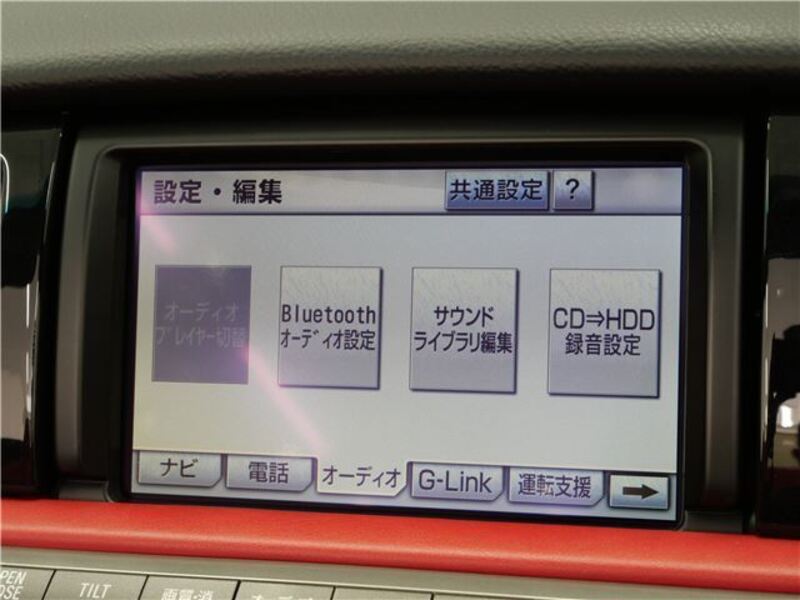 設定・編集
共通設定
?
オーディオ
プレイヤー切替
Bluetooth
オーディオ設定
サウンド
ライブラリ編集
CD⇒HDD
録音設定
ナビ
電話
オーディオ
G-Link
運転支援
→
TILT
画質・消